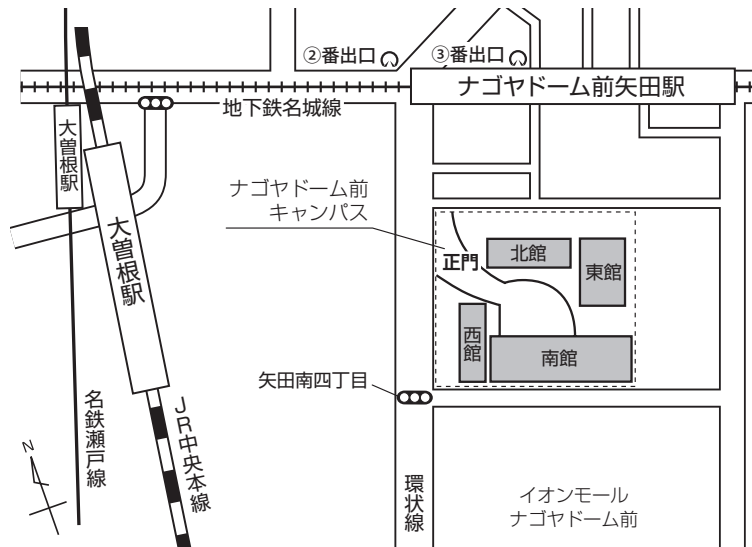 ②番出口
③番出口
ナゴヤドーム前矢田駅
地下鉄名城線
大曽根駅
大曽根駅
ナゴヤドーム前
キャンパス
正門
北館
東館
西館
南館
矢田南四丁目
名鉄瀬戸線
JR中央本線
環状線
イオンモール
ナゴヤドーム前
N